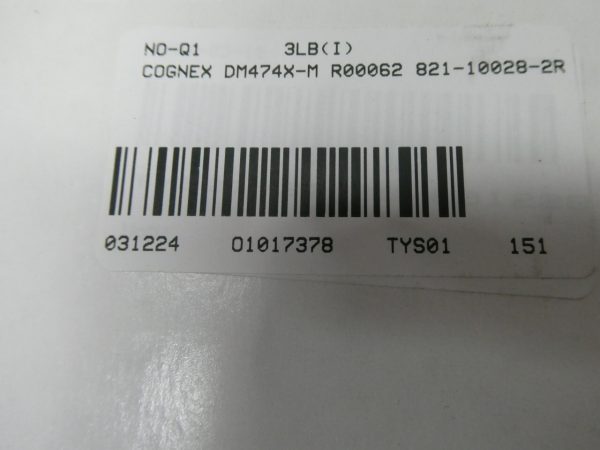 NO-Q1 3LB(I)
COGNEX DM474X-M R00062 821-10028-2R
031224 01017378 TYS01 151